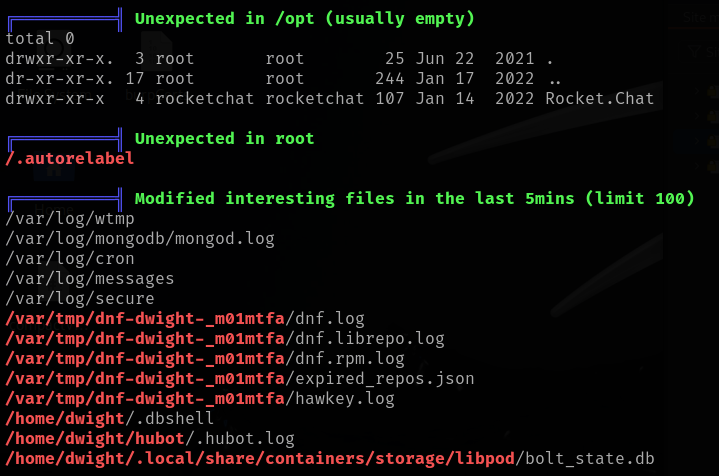 Unexpected in /opt (usually empty)
total 0
drwxr-xr-x.  3 root       root        25 Jun 22  2021 .
dr-xr-xr-x. 17 root       root       244 Jan 17  2022 ..
drwxr-xr-x   4 rocketchat rocketchat 107 Jan 14  2022 Rocket.Chat
Unexpected in root
/.autorelabel
Modified interesting files in the last 5mins (limit 100)
/var/log/wtmp
/var/log/mongodb/mongod.log
/var/log/cron
/var/log/messages
/var/log/secure
/var/tmp/dnf-dwight-_m01mtfa/dnf.log
/var/tmp/dnf-dwight-_m01mtfa/dnf.librepo.log
/var/tmp/dnf-dwight-_m01mtfa/dnf.rpm.log
/var/tmp/dnf-dwight-_m01mtfa/expired_repos.json
/var/tmp/dnf-dwight-_m01mtfa/hawkey.log
/home/dwight/.dbshell
/home/dwight/hubot/.hubot.log
/home/dwight/.local/share/containers/storage/libpod/bolt_state.db